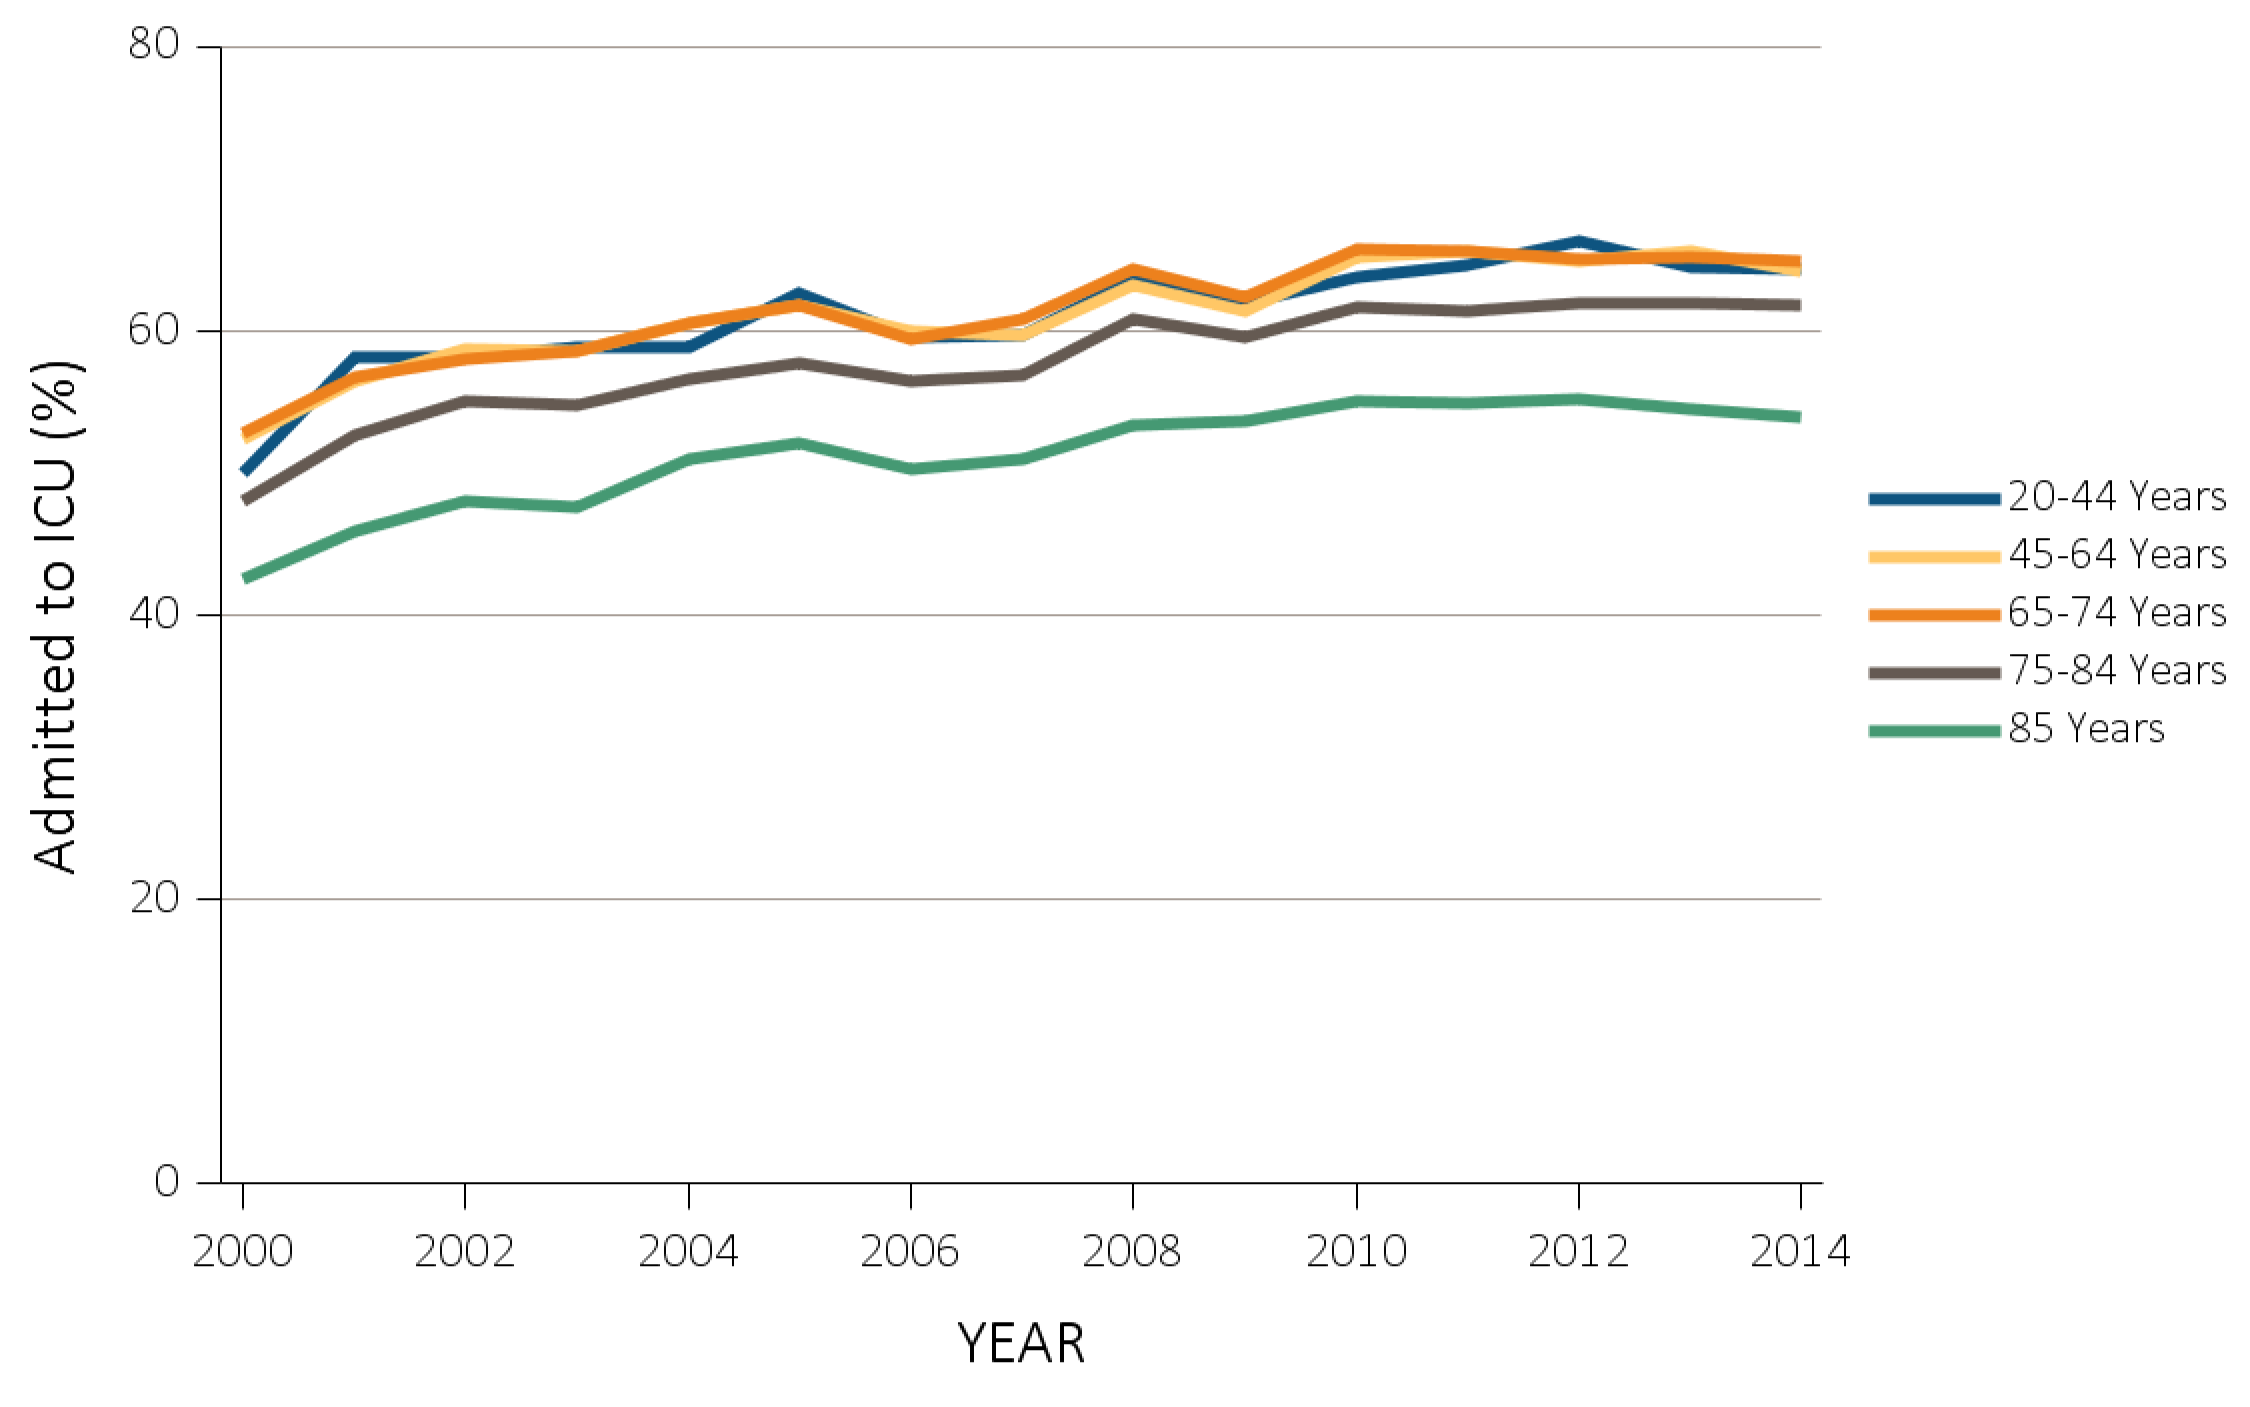 80
60
40
20
0
Admitted to ICU (%)
2000 2002 2004 2006 2008 2010 2012 2014
YEAR
20-44 Years
45-64 Years
65-74 Years
75-84 Years
85 Years